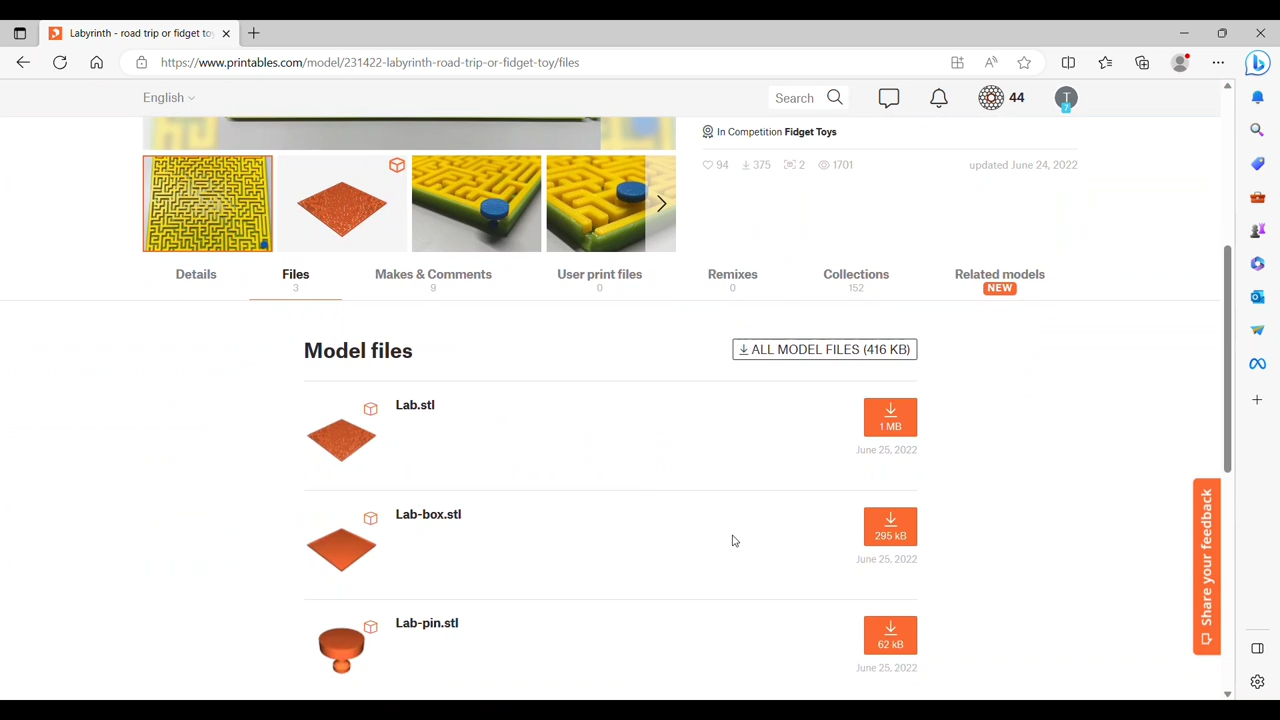 Labyrinth - road trip or fidget to
https://www.printables.com/model/231422-labyrinth-road-trip-or-fidget-toy/files
English
Search
44
T
7
In Competition Fidget Toys
94 375 2 1701
updated June 24, 2022
Details
Files
3
Makes & Comments
9
User print files
0
Remixes
0
Collections
152
Related models
NEW
Model files
ALL MODEL FILES (416 KB)
Lab.stl
1 MB
June 25, 2022
Lab-box.stl
295 kB
June 25, 2022
Lab-pin.stl
62 kB
June 25, 2022
Share your feedback